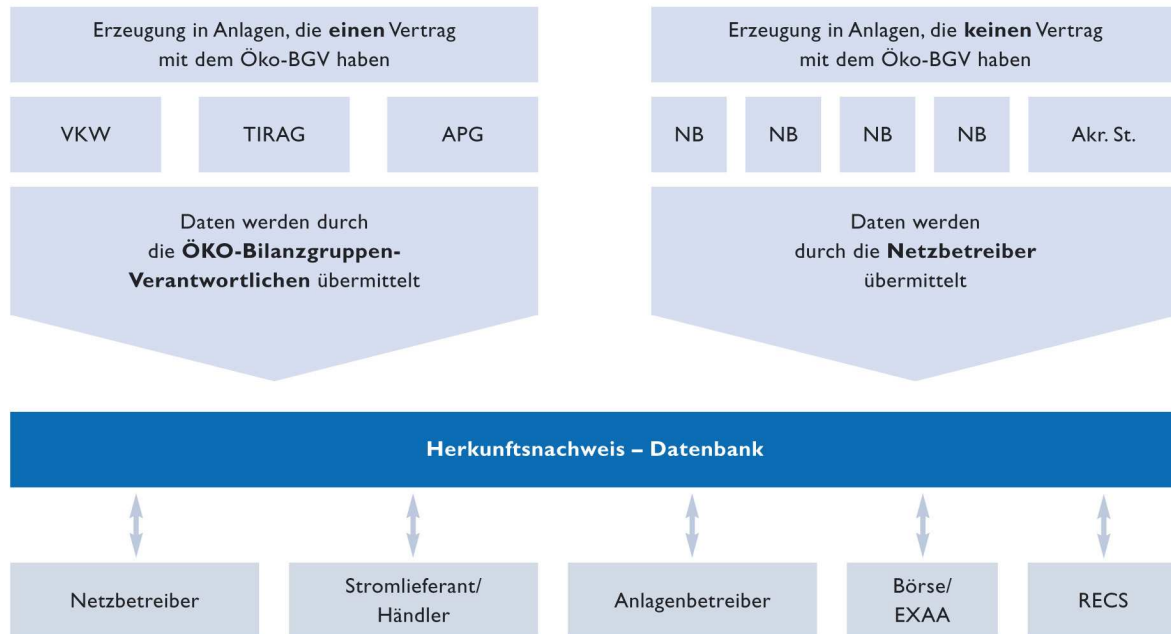 Erzeugung in Anlagen, die einen Vertrag
mit dem Öko-BGV haben
VKW
TIRAG
APG
Daten werden durch
die ÖKO-Bilanzgruppen-
Verantwortlichen übermittelt
Erzeugung in Anlagen, die keinen Vertrag
mit dem Öko-BGV haben
NB
NB
NB
NB
Akr. St.
Daten werden
durch die Netzbetreiber
übermittelt
Herkunftsnachweis – Datenbank
Netzbetreiber
Stromlieferant/
Händler
Anlagenbetreiber
Börse/
EXAA
RECS